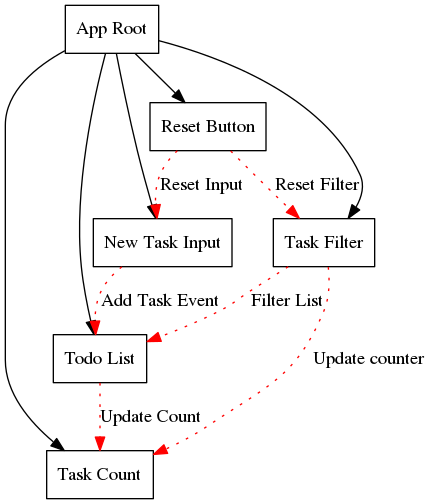 App Root
Reset Button
Reset Input
Reset Filter
New Task Input
Task Filter
Add Task Event
Filter List
Todo List
Update counter
Update Count
Task Count